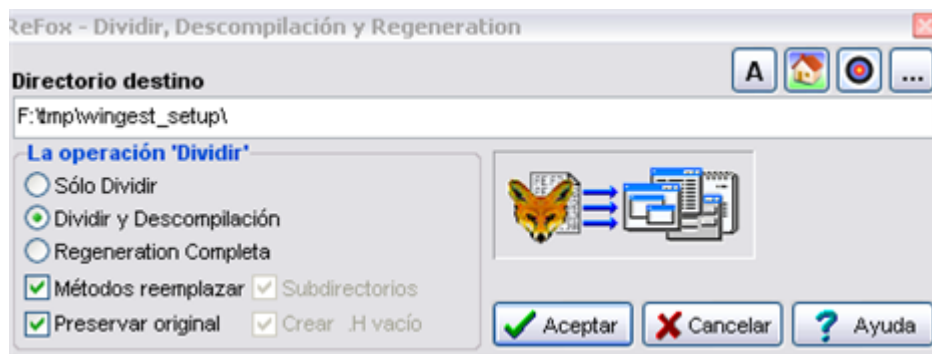 ReFox - Dividir, Descompilación y Regeneration
A ...
Directorio destino
F:\tmp\wingest_setup\
La operación 'Dividir'
Sólo Dividir
Dividir y Descompilación
Regeneration Completa
Métodos reemplazar Subdirectorios
Preservar original Crear .H vacío
Aceptar Cancelar ? Ayuda